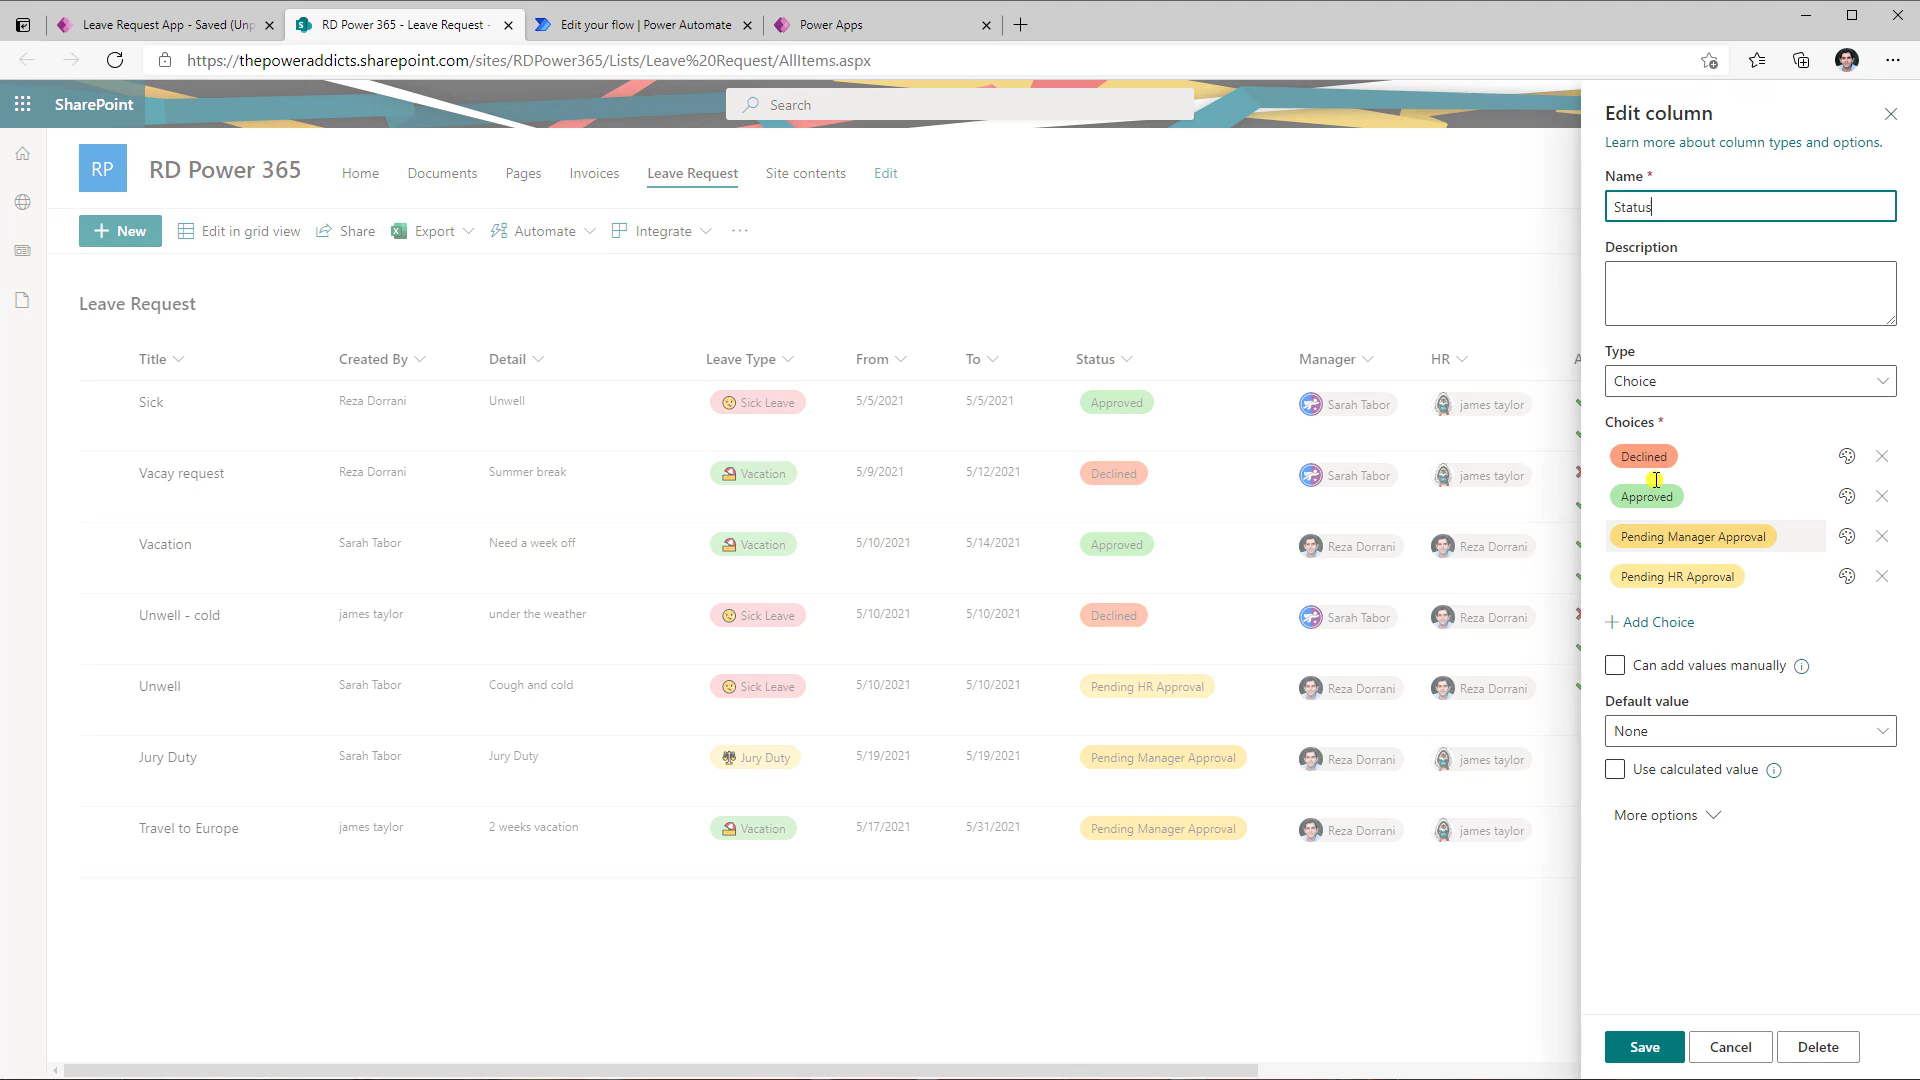 Leave Request App - Saved (Unp
RD Power 365 - Leave Request -
Edit your flow | Power Automate
Power Apps
https://thepoweraddicts.sharepoint.com/sites/RDPower365/Lists/Leave%20Request/AllItems.aspx
SharePoint
Search
RP
RD Power 365
Home
Documents
Pages
Invoices
Leave Request
Site contents
Edit
New
Edit in grid view
Share
Export
Automate
Integrate
Leave Request
Title Created By Detail Leave Type From To Status Manager HR A
Sick Reza Dorrani Unwell Sick Leave 5/5/2021 5/5/2021 Approved Sarah Tabor james taylor
Vacay request Reza Dorrani Summer break Vacation 5/9/2021 5/12/2021 Declined Sarah Tabor james taylor
Vacation Sarah Tabor Need a week off Vacation 5/10/2021 5/14/2021 Approved Reza Dorrani Reza Dorrani
Unwell - cold james taylor under the weather Sick Leave 5/10/2021 5/10/2021 Declined Sarah Tabor Reza Dorrani
Unwell Sarah Tabor Cough and cold Sick Leave 5/10/2021 5/10/2021 Pending HR Approval Reza Dorrani Reza Dorrani
Jury Duty Sarah Tabor Jury Duty Jury Duty 5/19/2021 5/19/2021 Pending Manager Approval Reza Dorrani james taylor
Travel to Europe james taylor 2 weeks vacation Vacation 5/17/2021 5/31/2021 Pending Manager Approval Reza Dorrani james taylor
Edit column
Learn more about column types and options.
Name *
Status
Description
Type
Choice
Choices *
Declined
Approved
Pending Manager Approval
Pending HR Approval
Add Choice
Can add values manually
Default value
None
Use calculated value
More options
Save
Cancel
Delete